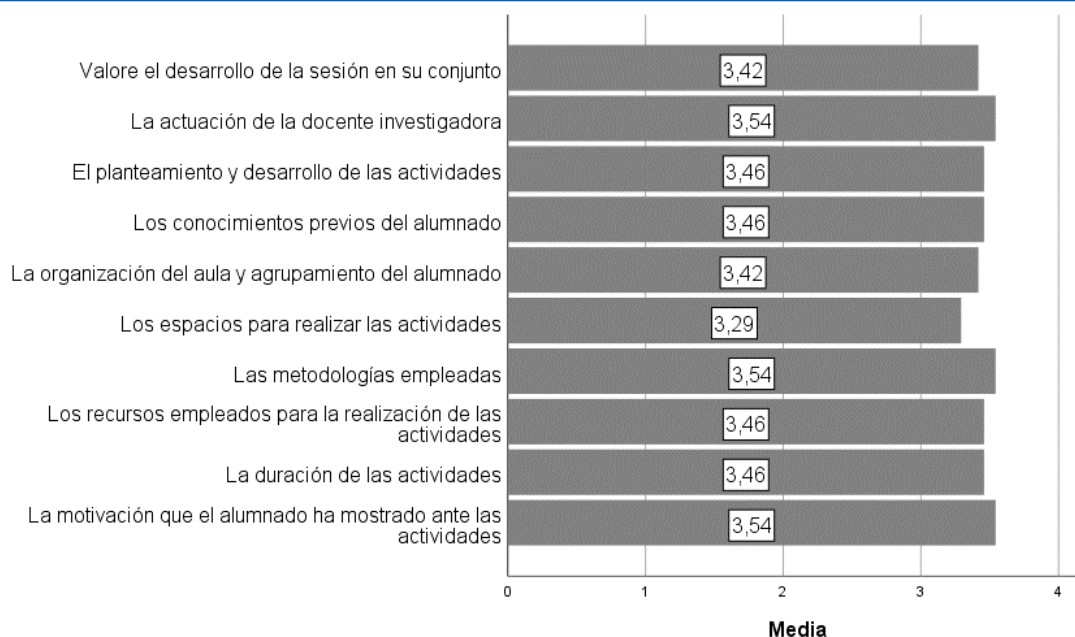 Valore el desarrollo de la sesión en su conjunto
3,42
La actuación de la docente investigadora
3,54
El planteamiento y desarrollo de las actividades
3,46
Los conocimientos previos del alumnado
3,46
La organización del aula y agrupamiento del alumnado
3,42
Los espacios para realizar las actividades
3,29
Las metodologías empleadas
3,54
Los recursos empleados para la realización de las
actividades
3,46
La duración de las actividades
3,46
La motivación que el alumnado ha mostrado ante las
actividades
3,54
0 1 2 3 4
Media